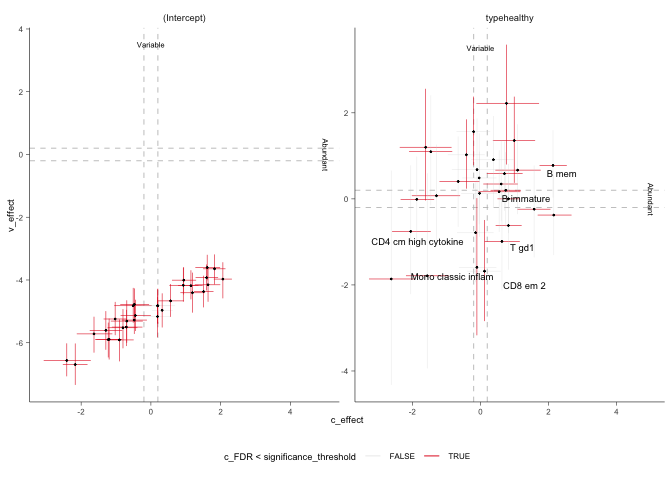 (Intercept)
typehealthy
Variable
Variable
Abundant
Abundant
v_effect
4
2
0
-2
-4
-6
2
0
-2
-4
B mem
B immature
CD4 cm high cytokine
T gd1
Mono classic inflam
CD8 em 2
-2
0
2
4
-2
0
2
4
c_effect
c_FDR < significance_threshold
FALSE
TRUE